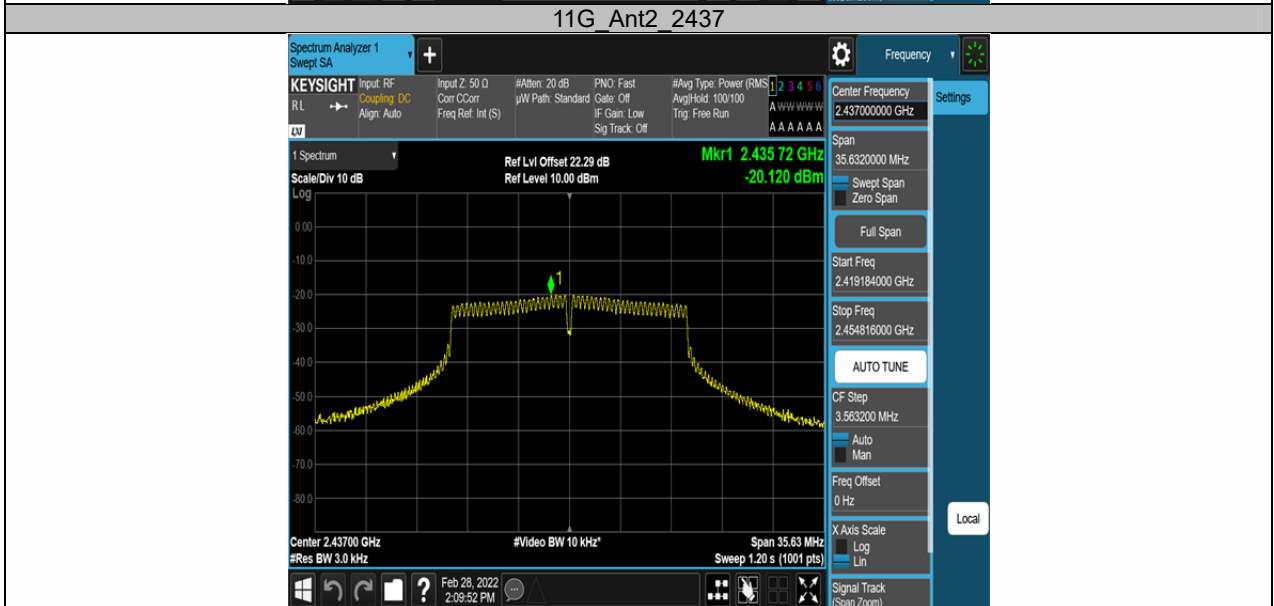 11G_Ant2_2437
Spectrum Analyzer 1
Swept SA
Frequency
KEYSIGHT
Input: RF
Coupling: DC
Align: Auto
R L
LXI
Input Z: 50 Ω
Corr CCorr
Freq Ref: Int (S)
#Atten: 20 dB
µW Path: Standard
PNO: Fast
Gate: Off
IF Gain: Low
Sig Track: Off
#Avg Type: Power (RMS
Avg|Hold: 100/100
Trig: Free Run
1 2 3 4 5 6
A W W W W W
A A A A A A
1 Spectrum
Scale/Div 10 dB
Log
Ref Lvl Offset 22.29 dB
Ref Level 10.00 dBm
Mkr1 2.435 72 GHz
-20.120 dBm
0.00
-10.0
-20.0
-30.0
-40.0
-50.0
-60.0
-70.0
-80.0
1
Center 2.43700 GHz
#Res BW 3.0 kHz
#Video BW 10 kHz*
Span 35.63 MHz
Sweep 1.20 s (1001 pts)
Center Frequency
2.437000000 GHz
Settings
Span
35.6320000 MHz
Swept Span
Zero Span
Full Span
Start Freq
2.419184000 GHz
Stop Freq
2.454816000 GHz
AUTO TUNE
CF Step
3.563200 MHz
Auto
Man
Freq Offset
0 Hz
X Axis Scale
Log
Lin
Local
Signal Track
(Span Zoom)
?
Feb 28, 2022
2:09:52 PM